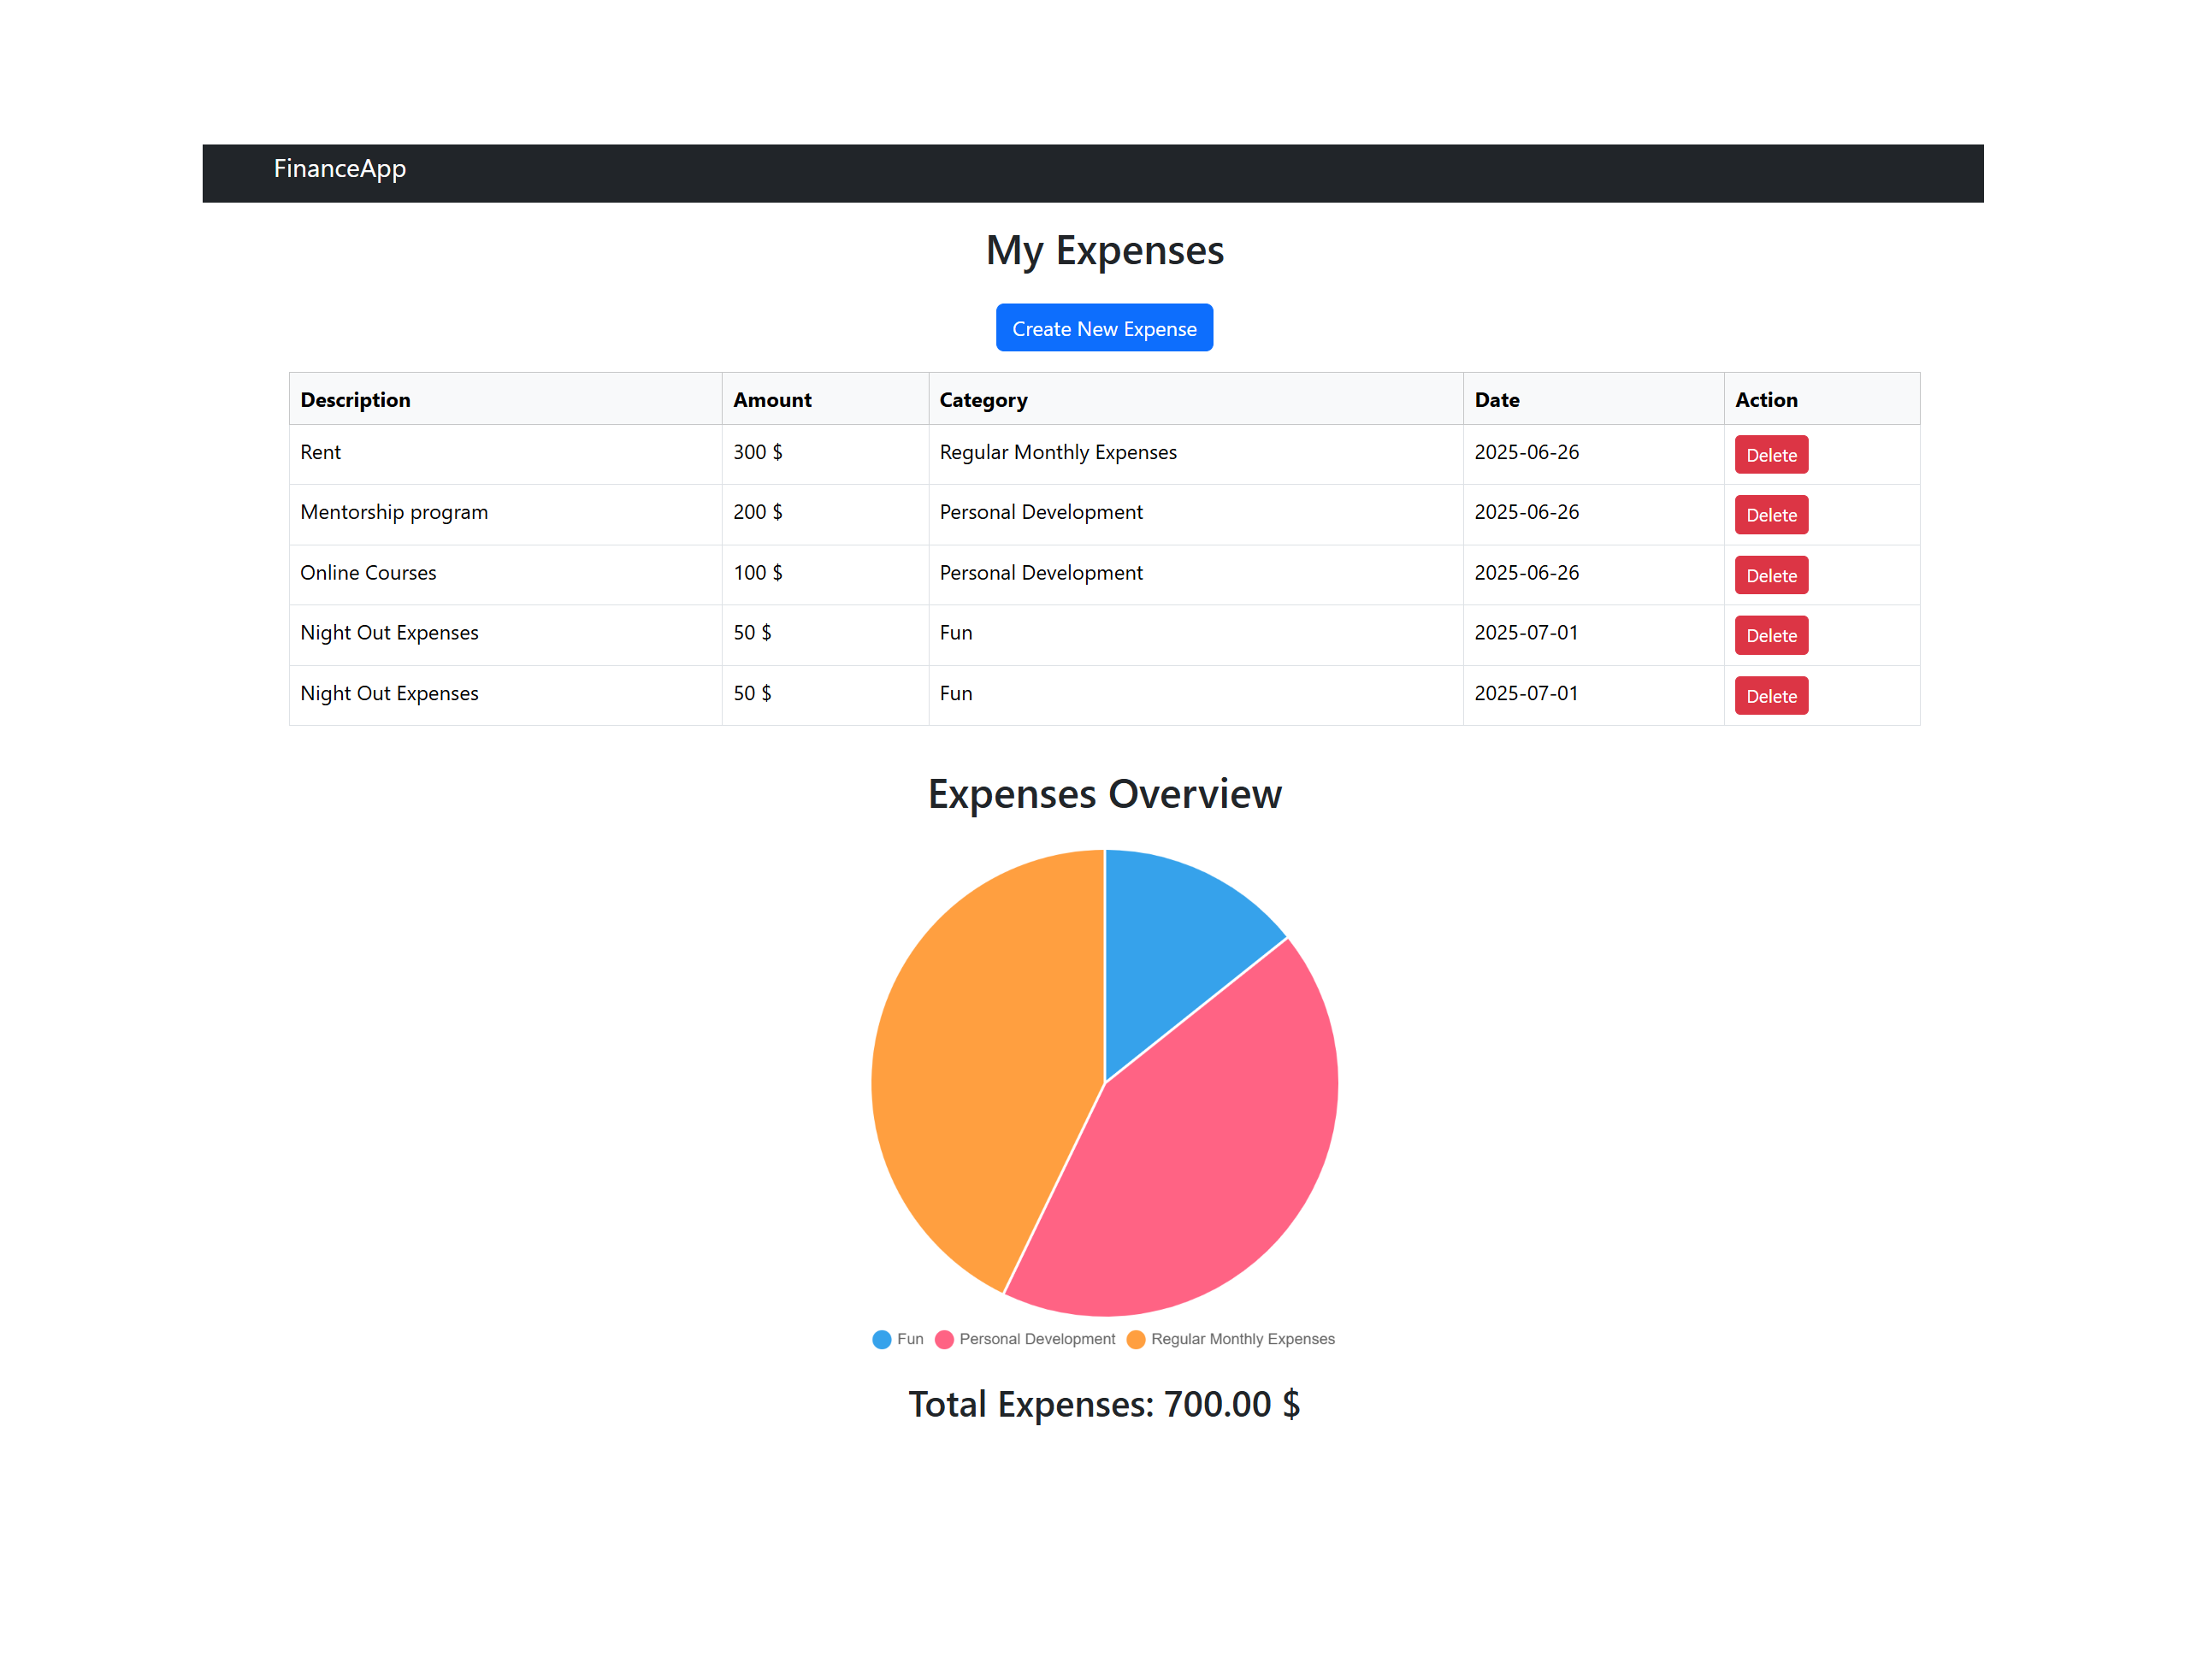 FinanceApp
My Expenses
Create New Expense
Description Amount Category Date Action
Rent 300 $ Regular Monthly Expenses 2025-06-26 Delete
Mentorship program 200 $ Personal Development 2025-06-26 Delete
Online Courses 100 $ Personal Development 2025-06-26 Delete
Night Out Expenses 50 $ Fun 2025-07-01 Delete
Night Out Expenses 50 $ Fun 2025-07-01 Delete
Expenses Overview
Fun Personal Development Regular Monthly Expenses
Total Expenses: 700.00 $